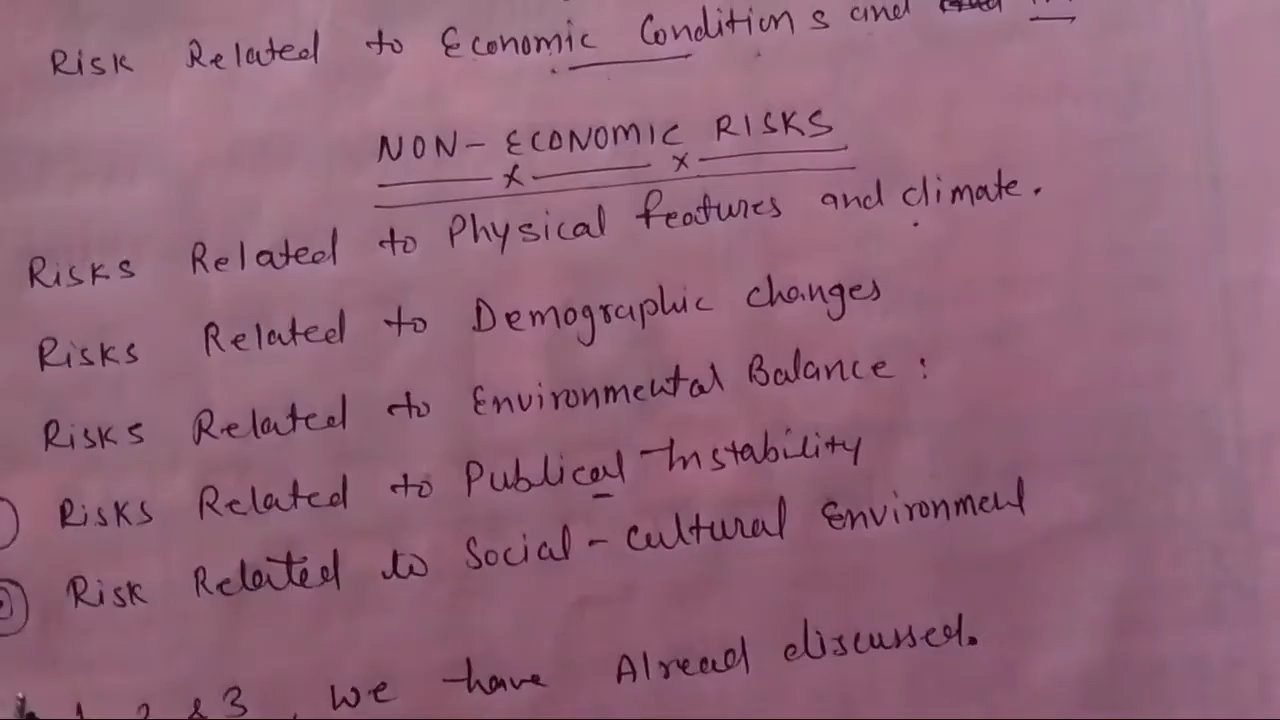 Risk Related to Economic Conditions and
NON-ECONOMIC RISKS
Risks Related to Physical features and climate.
Risks Related to Demographic changes
Risks Related to Environmental Balance :
Risks Related to Publical Instability
Risk Related to Social-cultural Environment
1, 2 & 3, we have Alread discussed.